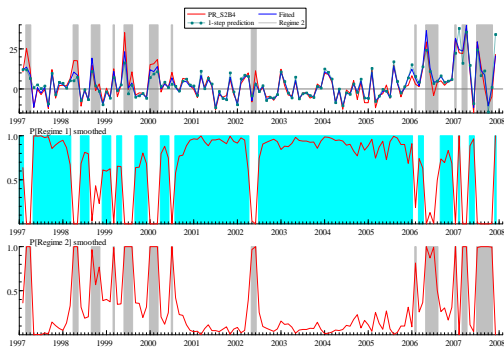 PR_S2B4 Fitted
1-step prediction Regime 2
25
0
1997 1998 1999 2000 2001 2002 2003 2004 2005 2006 2007 2008
P[Regime 1] smoothed
1.0
0.5
1997 1998 1999 2000 2001 2002 2003 2004 2005 2006 2007 2008
P[Regime 2] smoothed
1.0
0.5
1997 1998 1999 2000 2001 2002 2003 2004 2005 2006 2007 2008